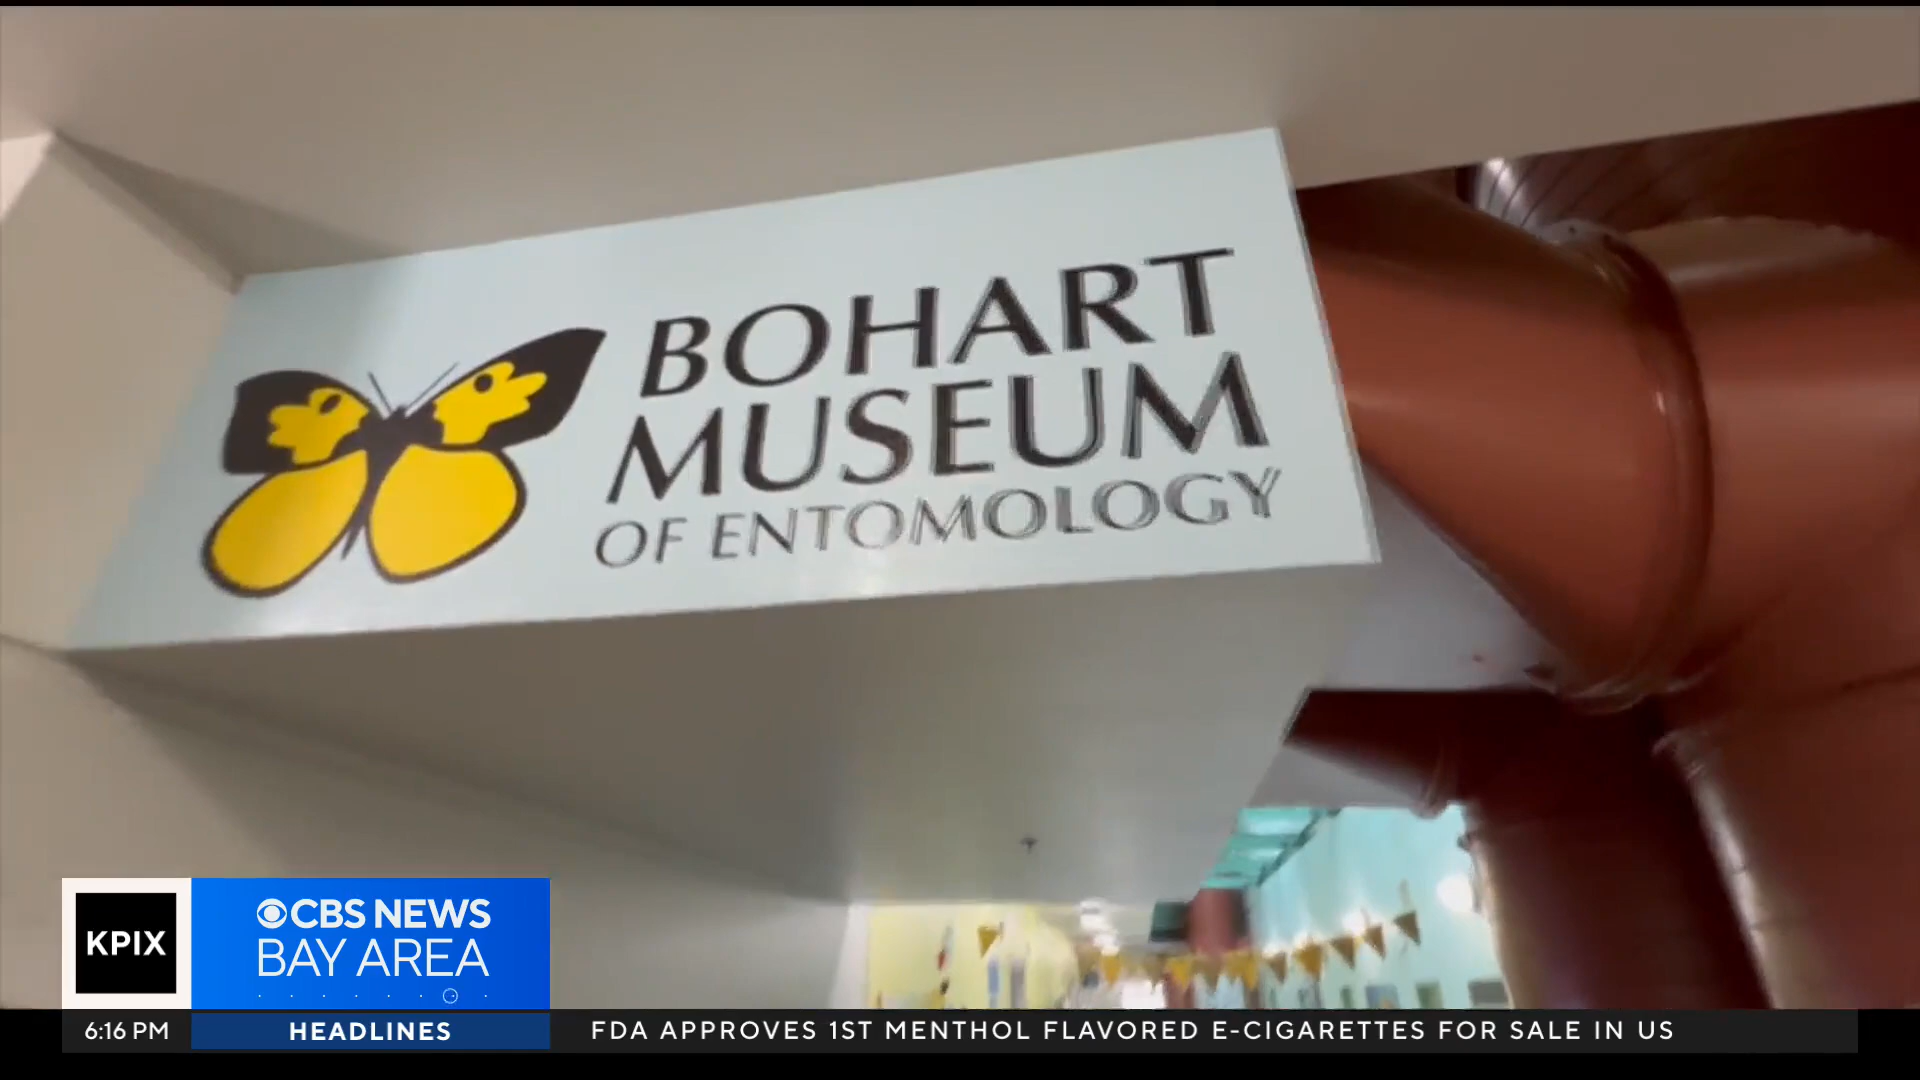 BOHART
MUSEUM
OF ENTOMOLOGY
KPIX
CBS NEWS
BAY AREA
6:16 PM
HEADLINES
FDA APPROVES 1ST MENTHOL FLAVORED E-CIGARETTES FOR SALE IN US